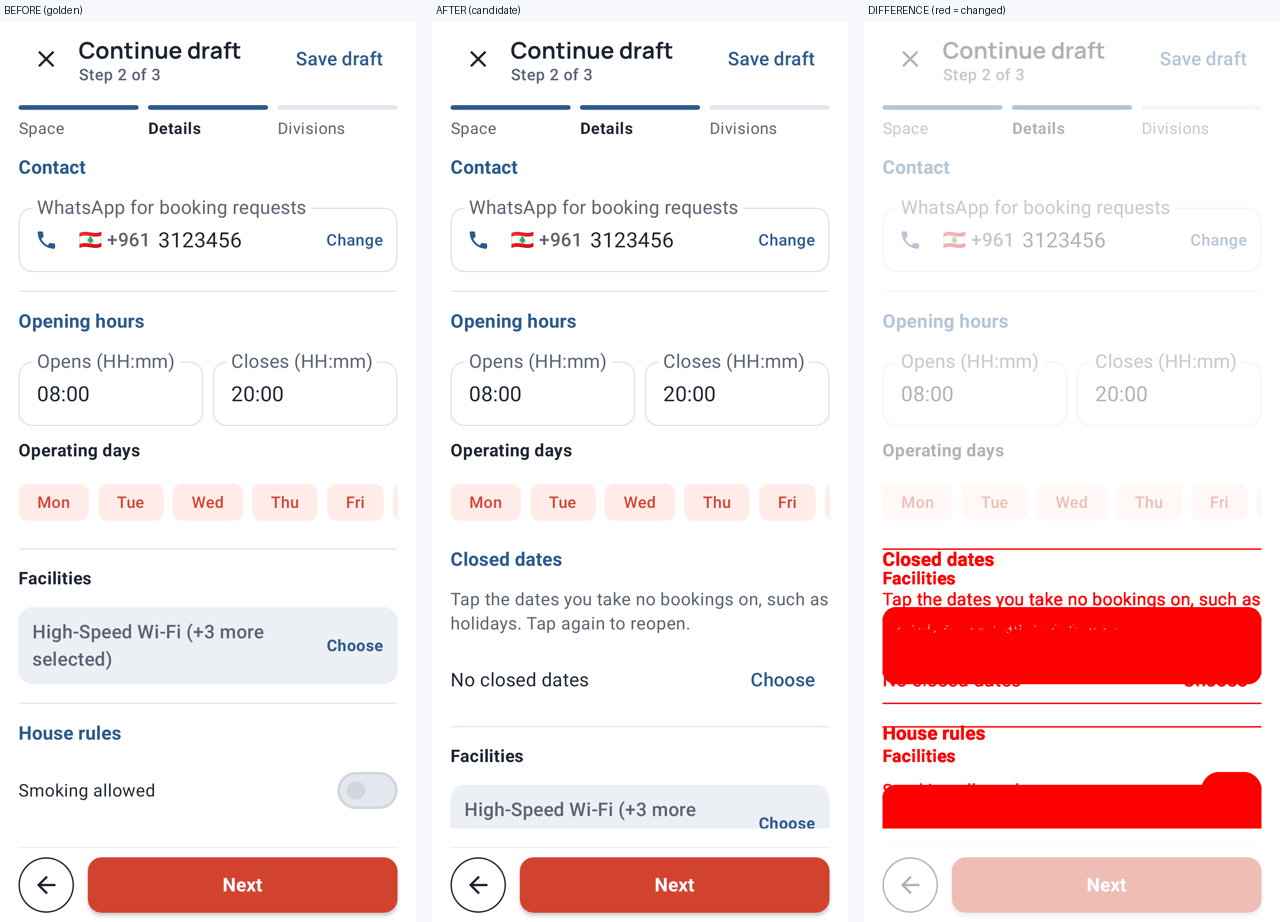 BEFORE (golden)
Continue draft
Save draft
Step 2 of 3
Space
Details
Divisions
Contact
WhatsApp for booking requests
+961 3123456
Change
Opening hours
Opens (HH:mm)
Closes (HH:mm)
08:00
20:00
Operating days
Mon
Tue
Wed
Thu
Fri
Facilities
High-Speed Wi-Fi (+3 more
selected)
Choose
House rules
Smoking allowed
Next
AFTER (candidate)
Continue draft
Save draft
Step 2 of 3
Space
Details
Divisions
Contact
WhatsApp for booking requests
+961 3123456
Change
Opening hours
Opens (HH:mm)
Closes (HH:mm)
08:00
20:00
Operating days
Mon
Tue
Wed
Thu
Fri
Closed dates
Tap the dates you take no bookings on, such as
holidays. Tap again to reopen.
No closed dates
Choose
Facilities
High-Speed Wi-Fi (+3 more
Choose
Next
DIFFERENCE (red = changed)
Continue draft
Save draft
Step 2 of 3
Space
Details
Divisions
Contact
WhatsApp for booking requests
+961 3123456
Change
Opening hours
Opens (HH:mm)
Closes (HH:mm)
08:00
20:00
Operating days
Mon
Tue
Wed
Thu
Fri
Closed dates
Facilities
Tap the dates you take no bookings on, such as
House rules
Facilities
Next